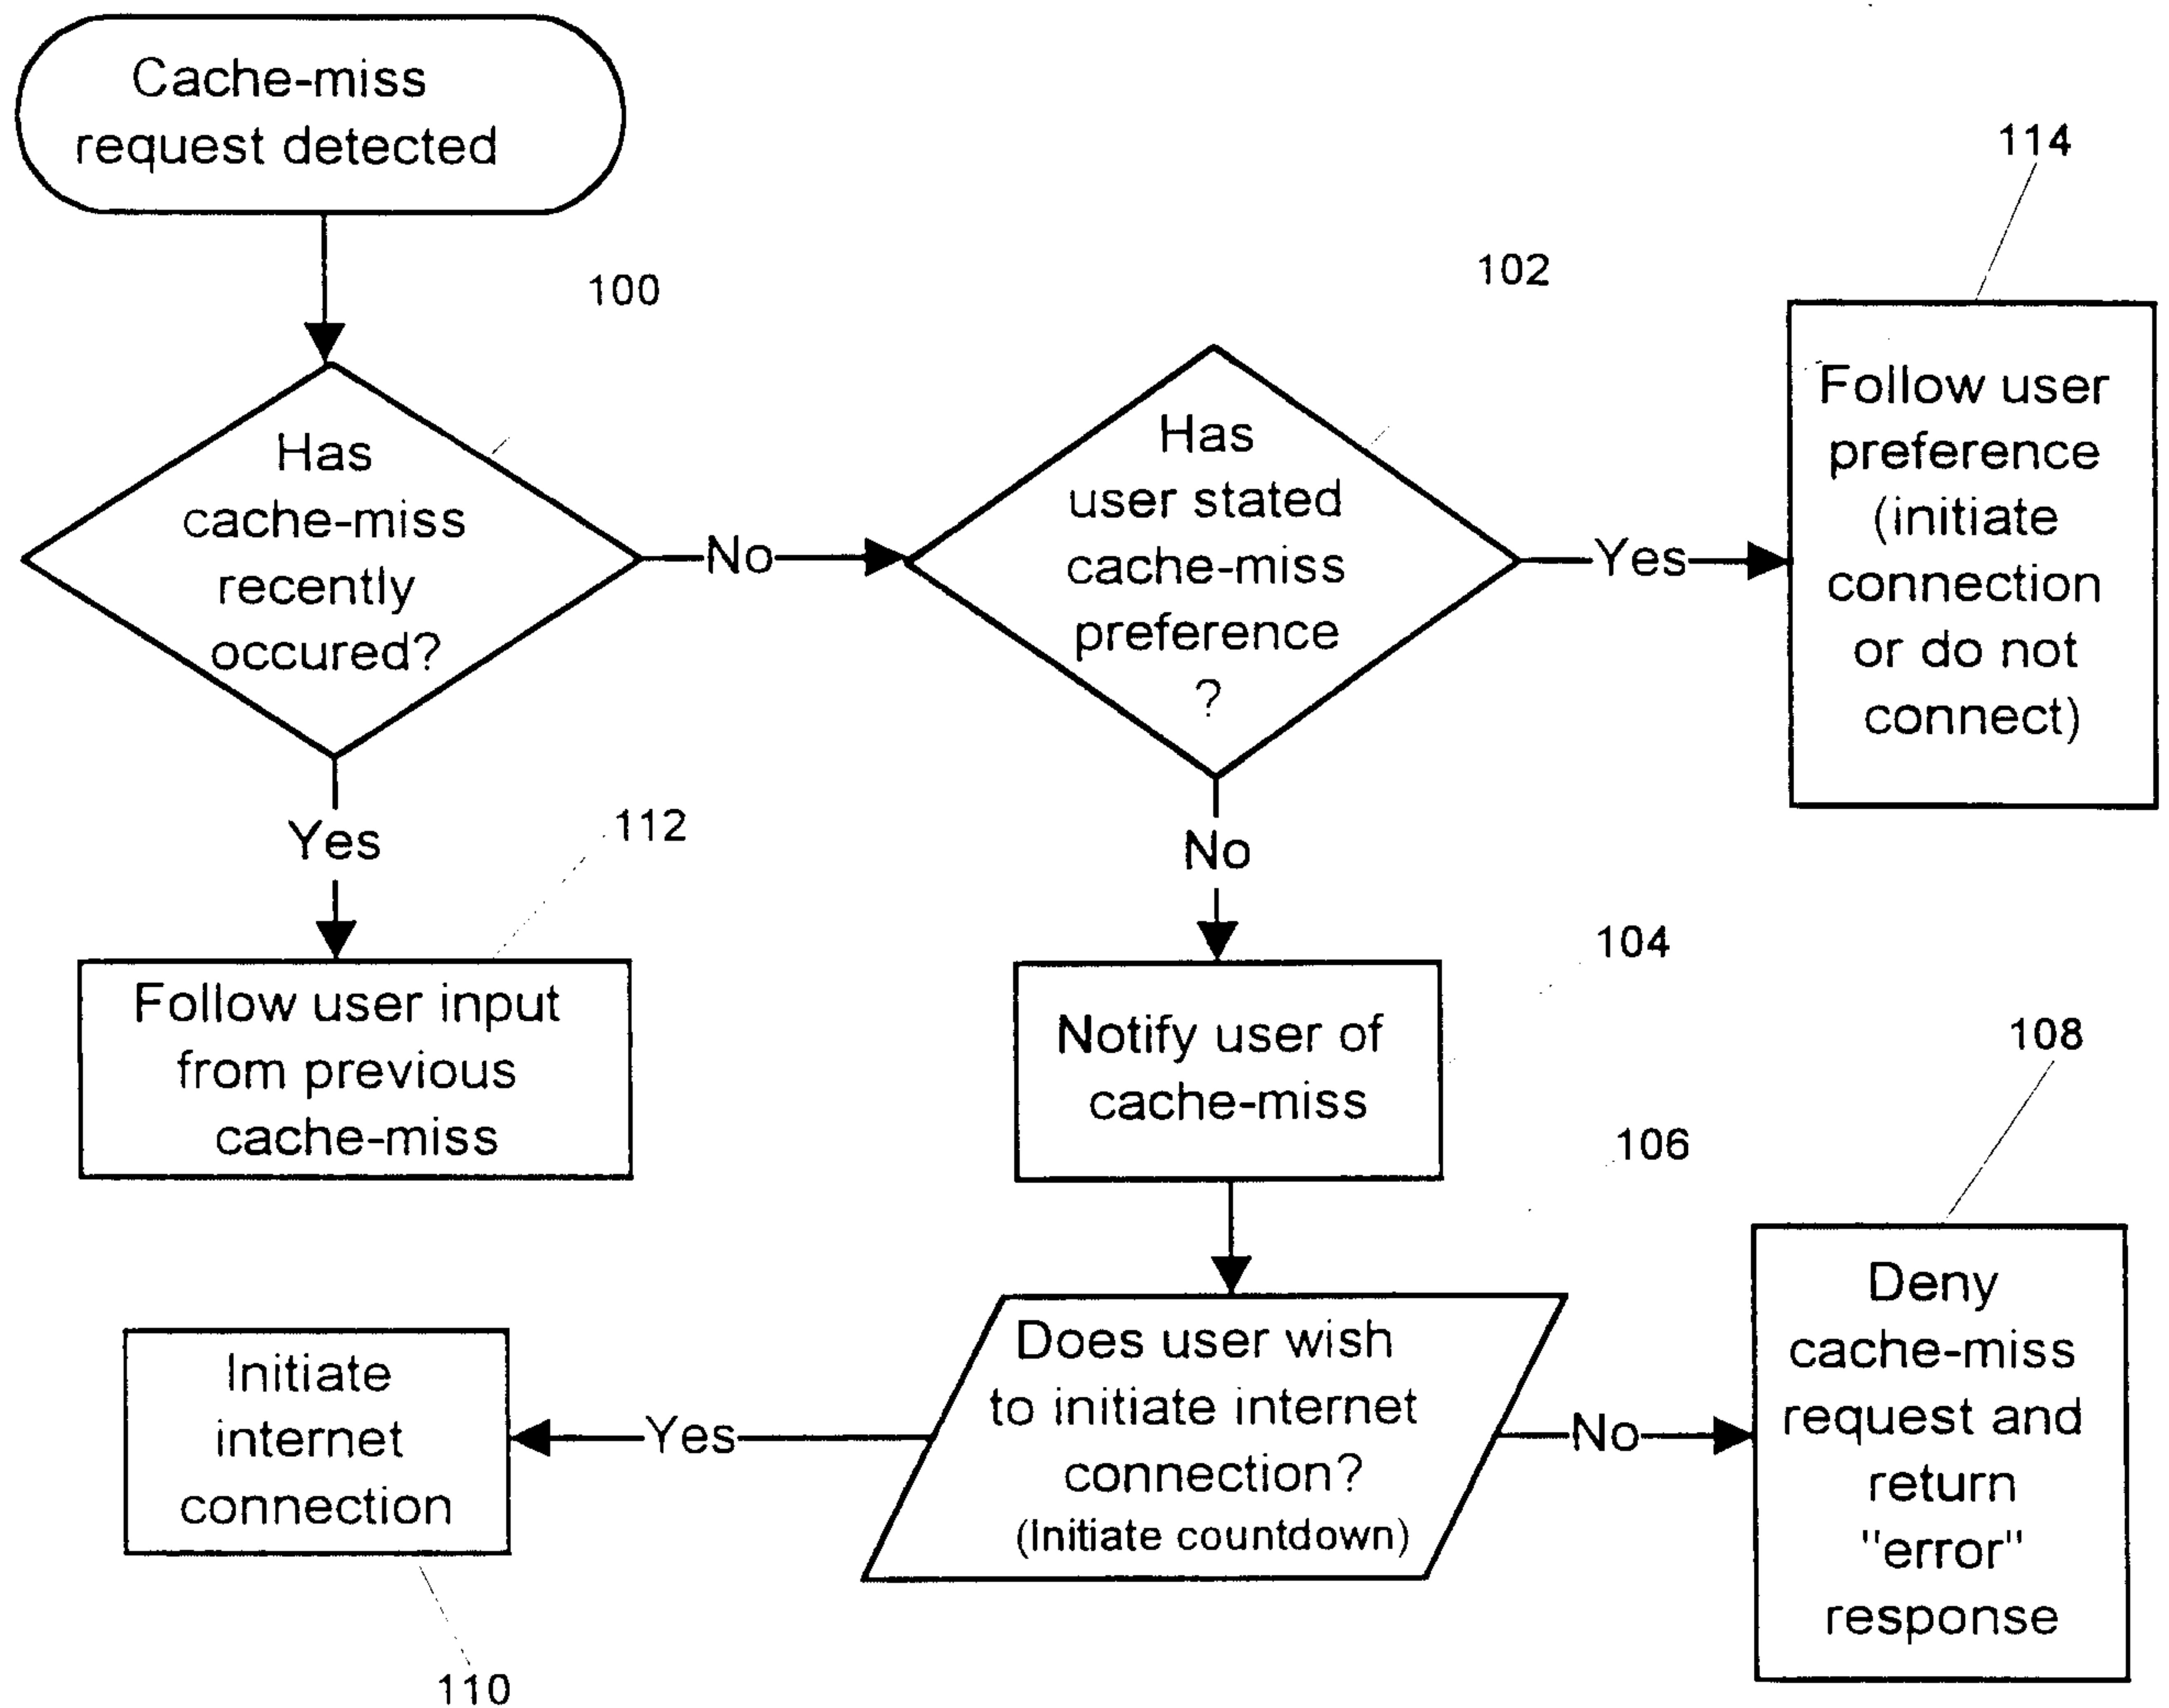 Cache-miss
request detected
100
Has
cache-miss
recently
occured?
No
102
Has
user stated
cache-miss
preference
?
Yes
114
Follow user
preference
(initiate
connection
or do not
connect)
Yes
112
Follow user input
from previous
cache-miss
No
104
Notify user of
cache-miss
106
Does user wish
to initiate internet
connection?
(Initiate countdown)
Yes
Initiate
internet
connection
110
No
108
Deny
cache-miss
request and
return
"error"
response